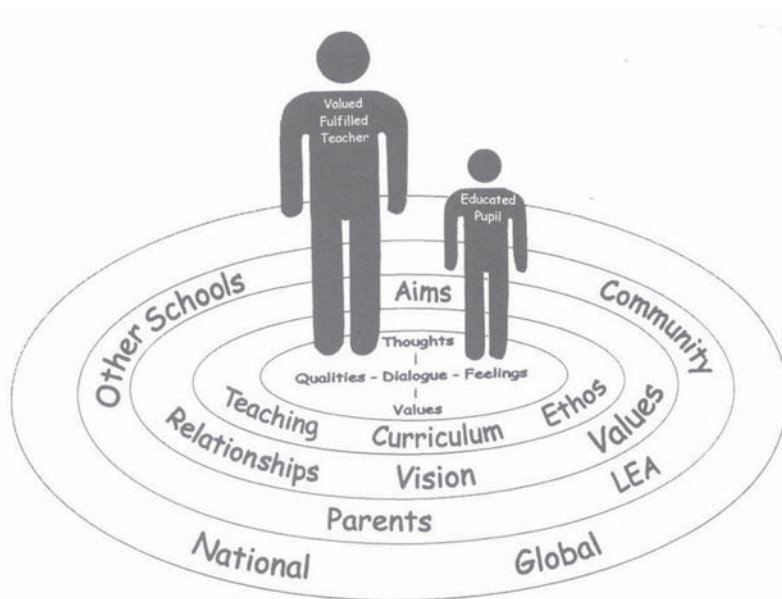 Valued
Fulfilled
Teacher
Educated
Pupil
Other Schools
Aims
Community
Thoughts
Qualities - Dialogue - Feelings
Values
Teaching
Curriculum
Ethos
Relationships
Vision
Values
Parents
LEA
National
Global